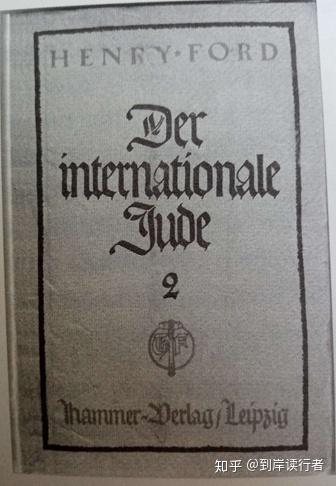 HENRY·FORD
Der
internationale
Jude
2
Hammer-Verlag/Leipzig
知乎 @到岸读行者